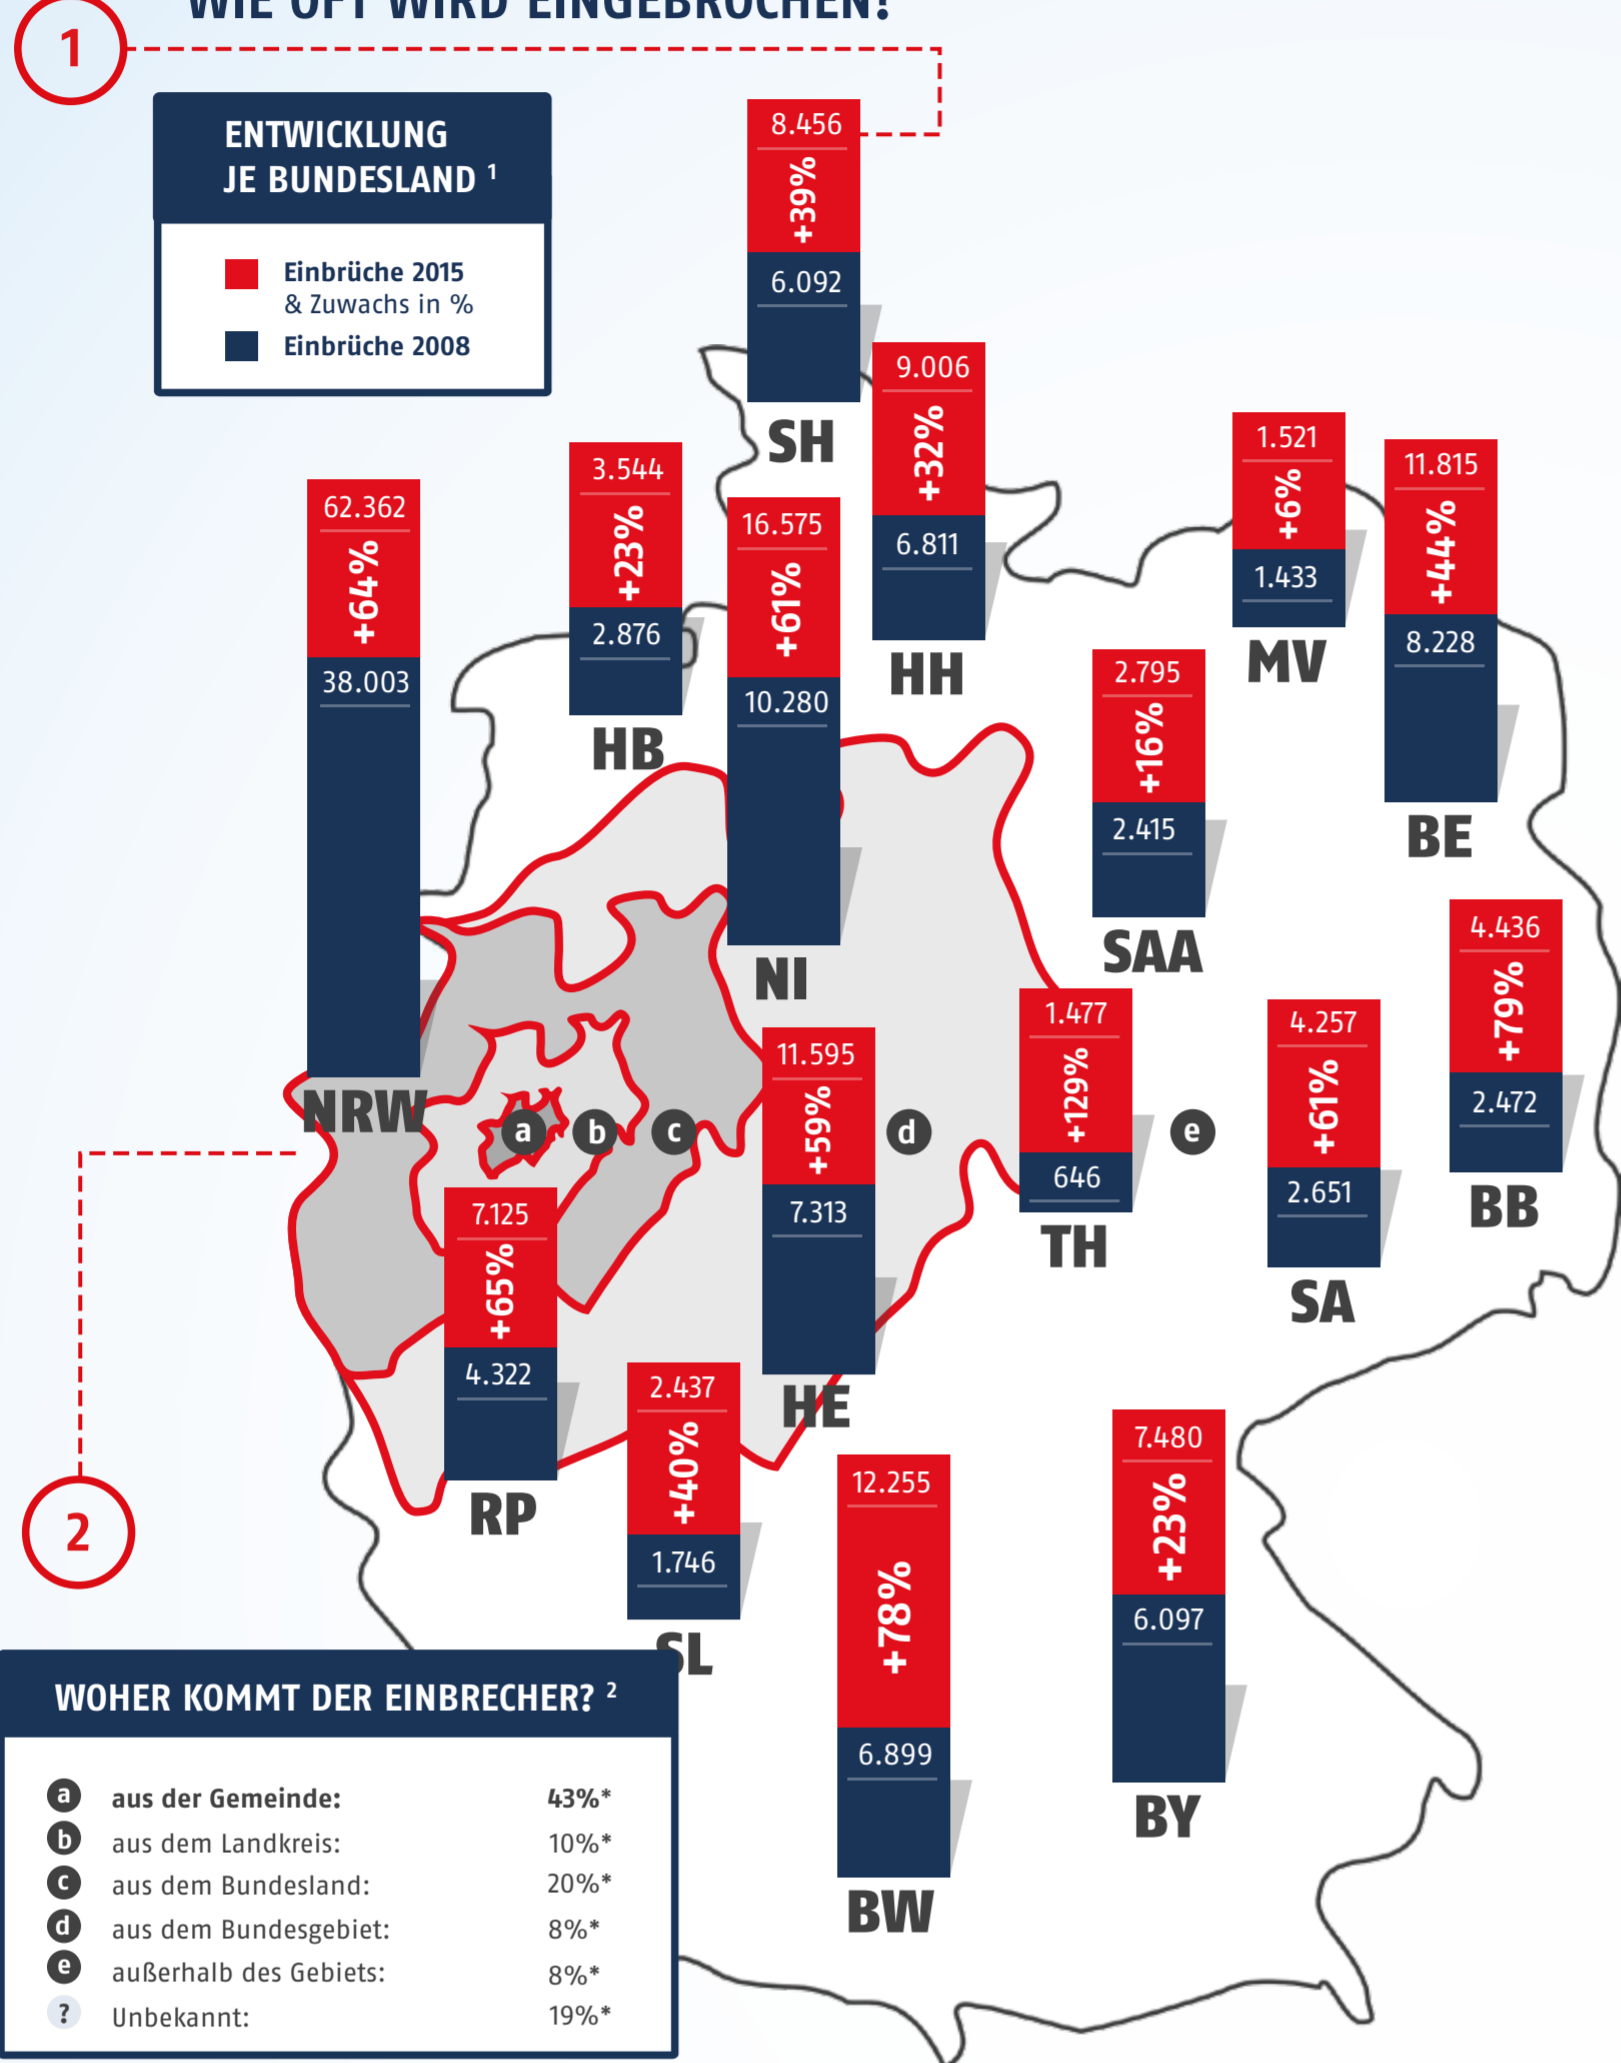 WIE OFT WIRD EINGEBROCHEN?
1
ENTWICKLUNG
JE BUNDESLAND 1
Einbrüche 2015
& Zuwachs in %
Einbrüche 2008
8.456
+39%
6.092
SH
9.006
+32%
6.811
HH
1.521
+6%
1.433
MV
11.815
+44%
8.228
BE
3.544
+23%
2.876
HB
62.362
+64%
38.003
NRW
16.575
+61%
10.280
NI
2.795
+16%
2.415
SAA
4.436
+79%
2.472
BB
1.477
+129%
646
TH
4.257
+61%
2.651
SA
11.595
+59%
7.313
HE
a
b
c
d
e
7.125
+65%
4.322
RP
2.437
+40%
1.746
SL
12.255
+78%
6.899
BW
7.480
+23%
6.097
BY
2
WOHER KOMMT DER EINBRECHER? 2
a aus der Gemeinde: 43%*
b aus dem Landkreis: 10%*
c aus dem Bundesland: 20%*
d aus dem Bundesgebiet: 8%*
e außerhalb des Gebiets: 8%*
? Unbekannt: 19%*